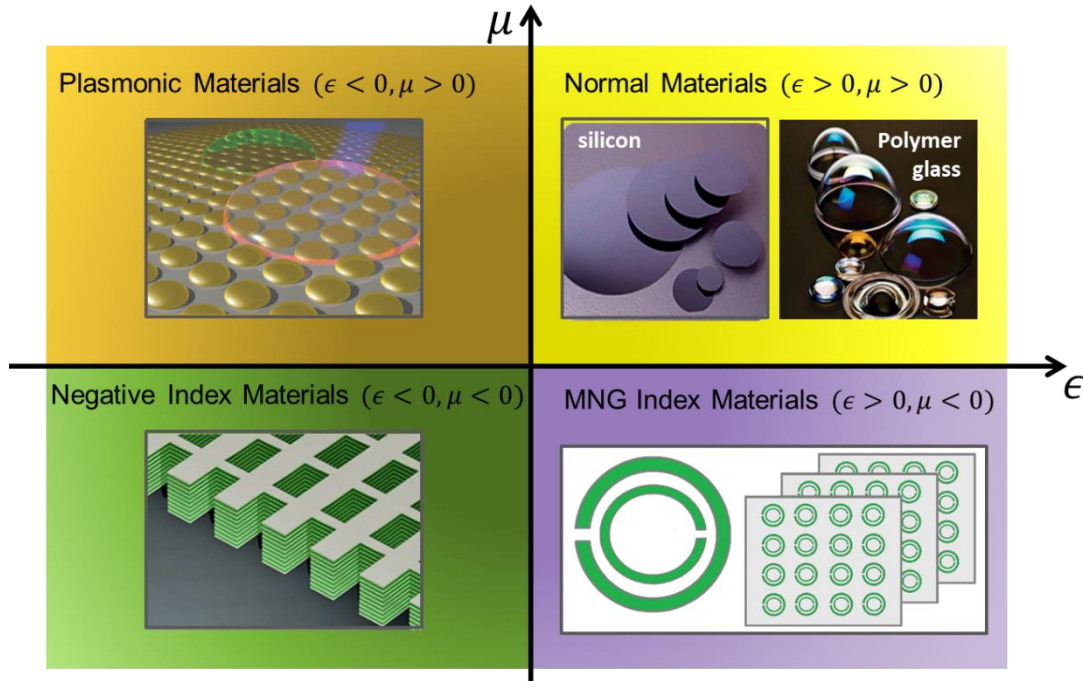 μ
Plasmonic Materials (ϵ < 0, μ > 0)
Normal Materials (ϵ > 0, μ > 0)
silicon
Polymer
glass
ϵ
Negative Index Materials (ϵ < 0, μ < 0)
MNG Index Materials (ϵ > 0, μ < 0)